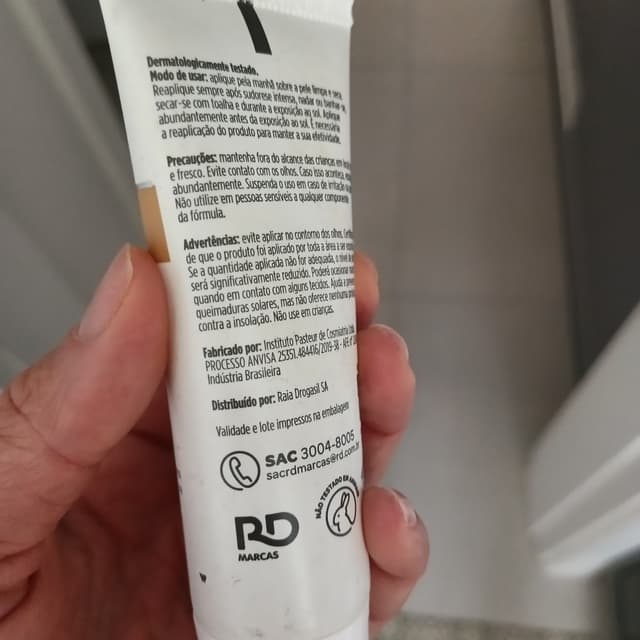 Dermatologicamente testado.
Modo de usar: aplique pela manhã sobre a pele limpa e seca.
Reaplique sempre após sudorese intensa, nadar ou banhar-se,
secar-se com toalha e durante a exposição ao sol. Aplique
abundantemente antes da exposição ao sol. É necessária
a reaplicação do produto para manter a sua efetividade.
Precauções: mantenha fora do alcance das crianças em
e fresco. Evite contato com os olhos. Caso isso aconteça,
abundantemente. Suspenda o uso em caso de irritação
Não utilize em pessoas sensíveis a qualquer componente
da fórmula.
Advertências: evite aplicar no contorno dos olhos.
de que o produto foi aplicado por toda a área a ser
Se a quantidade aplicada não for adequada, o nível de
será significativamente reduzido. Poderá ocasionar
quando em contato com alguns tecidos. Ajuda a
queimaduras solares, mas não oferece nenhuma
contra a insolação. Não use em crianças.
Fabricado por: Instituto Pasteur de Cosmiatria Ltda
PROCESSO ANVISA 25351.484416/2019-38 - AFE nº
Indústria Brasileira
Distribuído por: Raia Drogasil SA
Validade e lote impressos na embalagem
SAC 3004-8005
sacrdmarcas@rd.com.br
NÃO TESTADO EM
RD
MARCAS